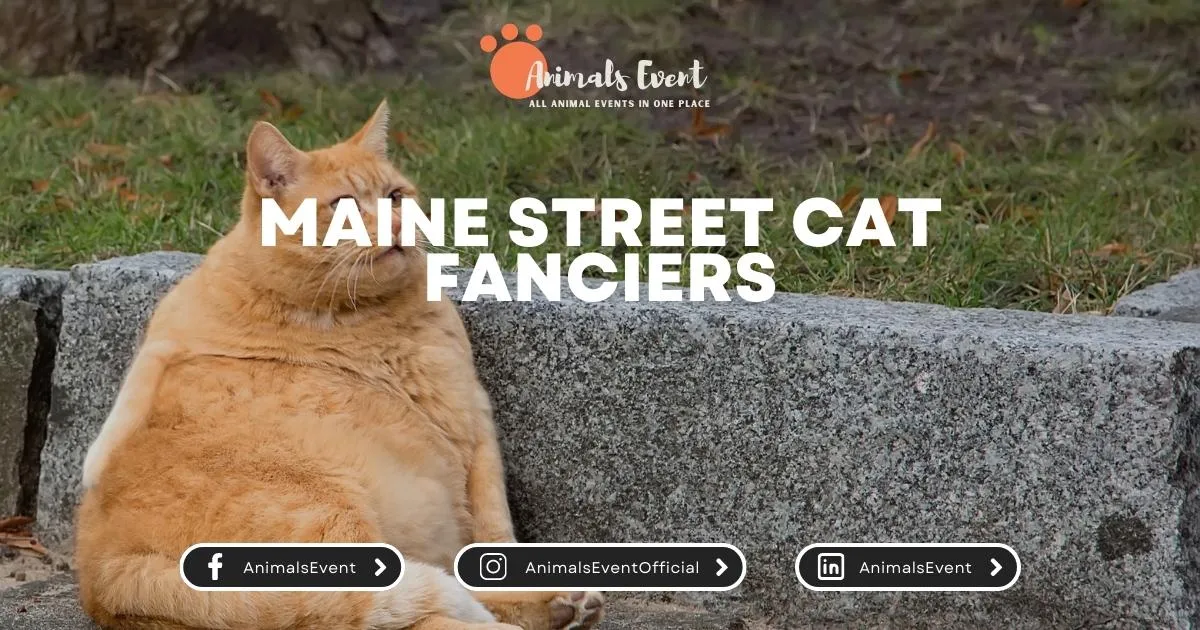 Animals Event
ALL ANIMAL EVENTS IN ONE PLACE
MAINE STREET CAT
FANCIERS
AnimalsEvent
AnimalsEventOfficial
AnimalsEvent